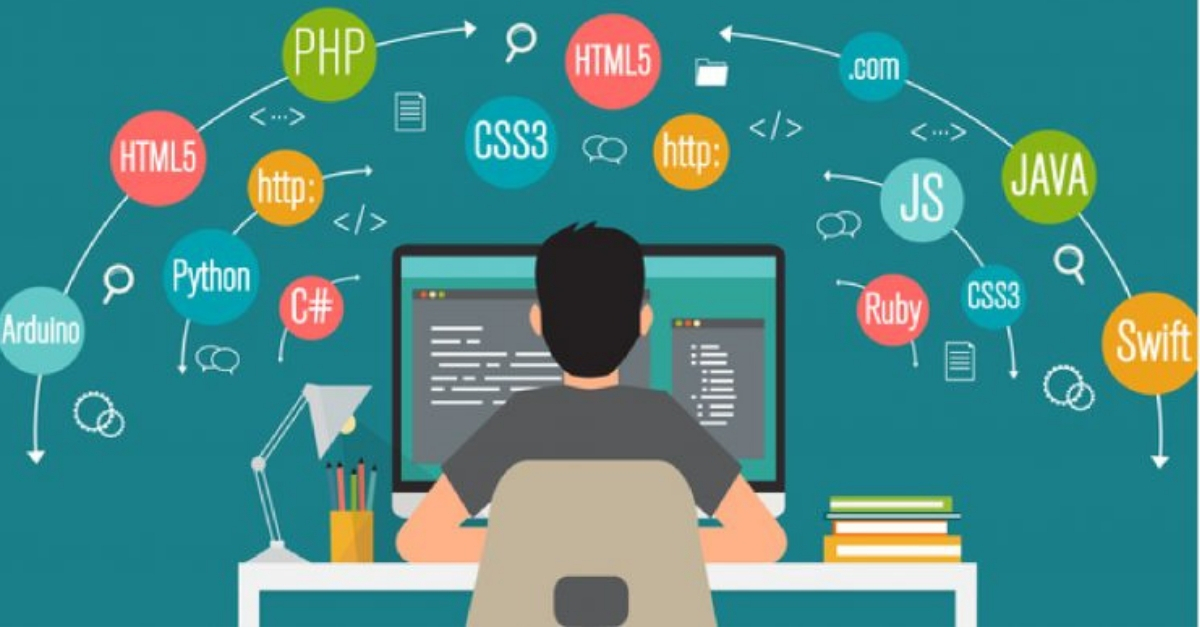 PHP
HTML5
.com
CSS3
http:
HTML5
http:
JS
JAVA
Python
C#
Ruby
CSS3
Arduino
Swift